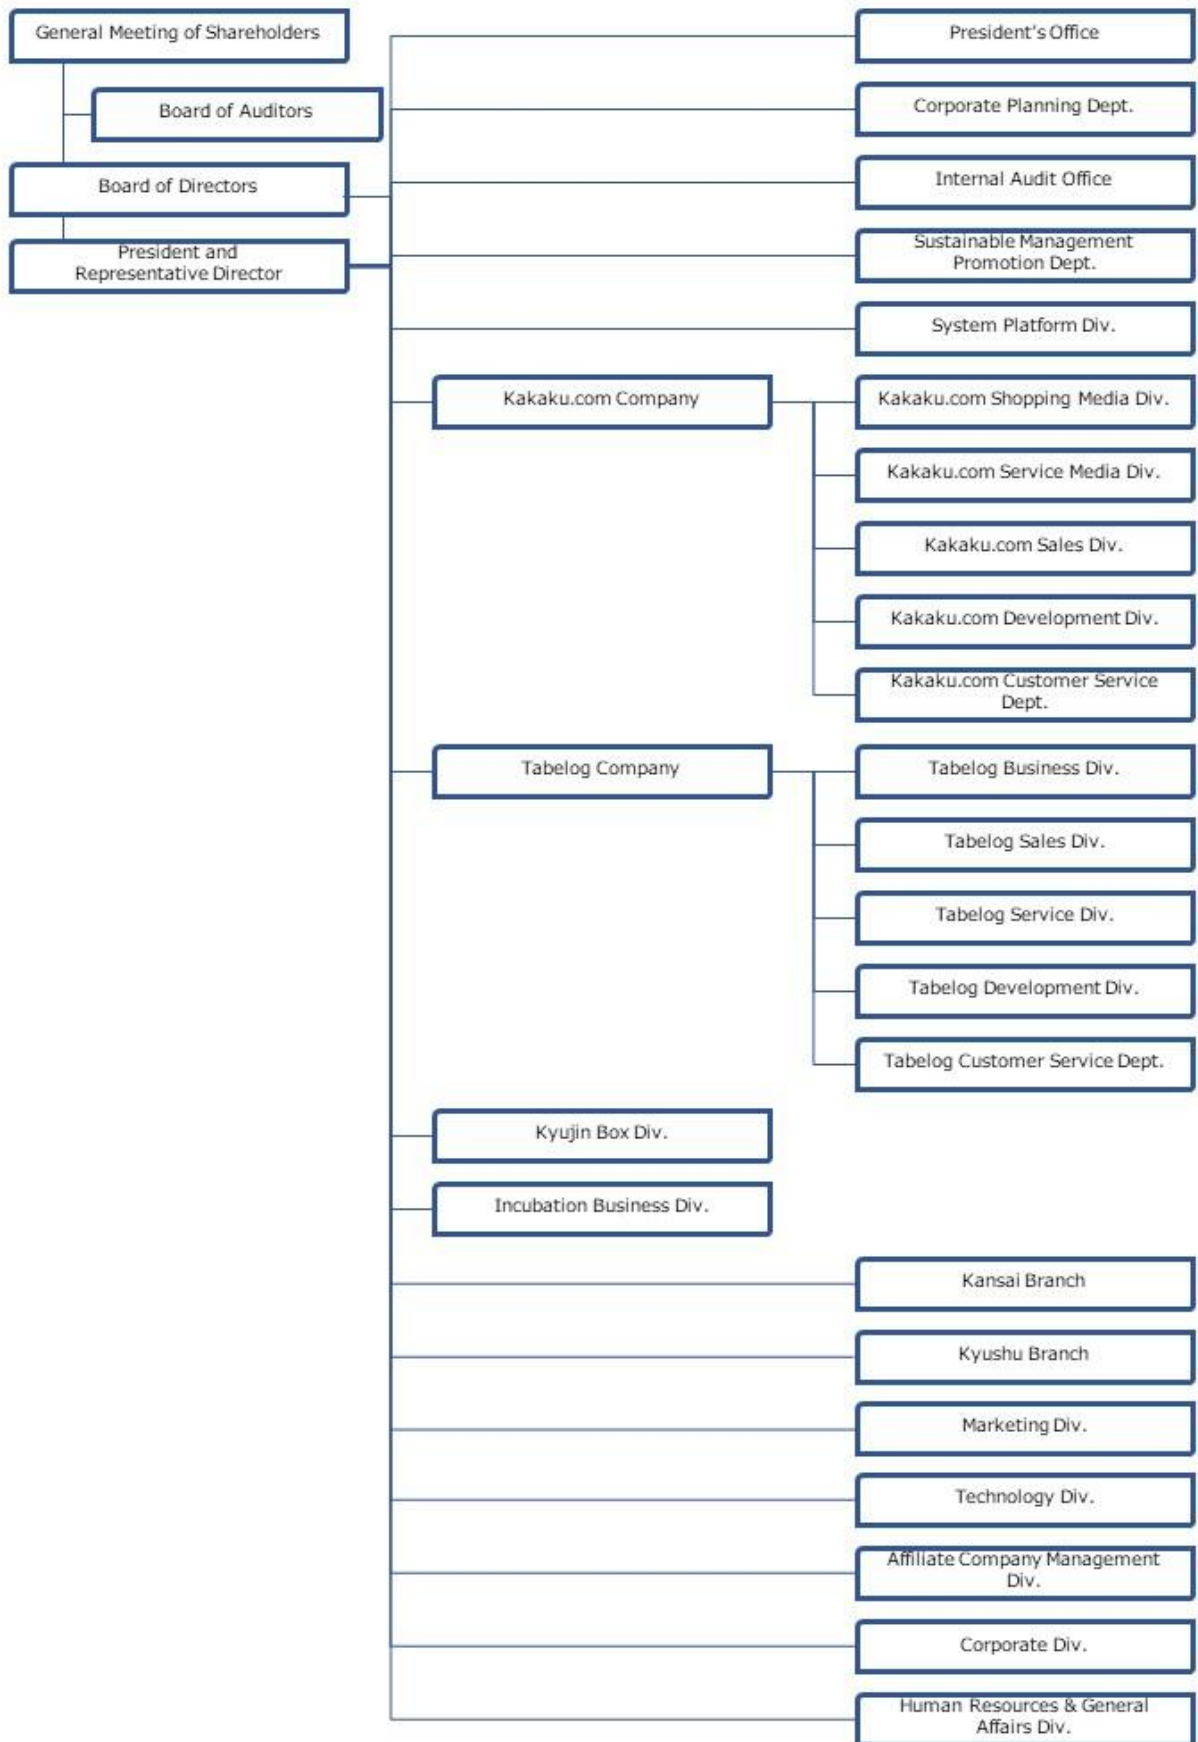 General Meeting of Shareholders
Board of Auditors
Board of Directors
President and
Representative Director
President's Office
Corporate Planning Dept.
Internal Audit Office
Sustainable Management
Promotion Dept.
System Platform Div.
Kakaku.com Company
Kakaku.com Shopping Media Div.
Kakaku.com Service Media Div.
Kakaku.com Sales Div.
Kakaku.com Development Div.
Kakaku.com Customer Service
Dept.
Tabelog Company
Tabelog Business Div.
Tabelog Sales Div.
Tabelog Service Div.
Tabelog Development Div.
Tabelog Customer Service Dept.
Kyujin Box Div.
Incubation Business Div.
Kansai Branch
Kyushu Branch
Marketing Div.
Technology Div.
Affiliate Company Management
Div.
Corporate Div.
Human Resources & General
Affairs Div.